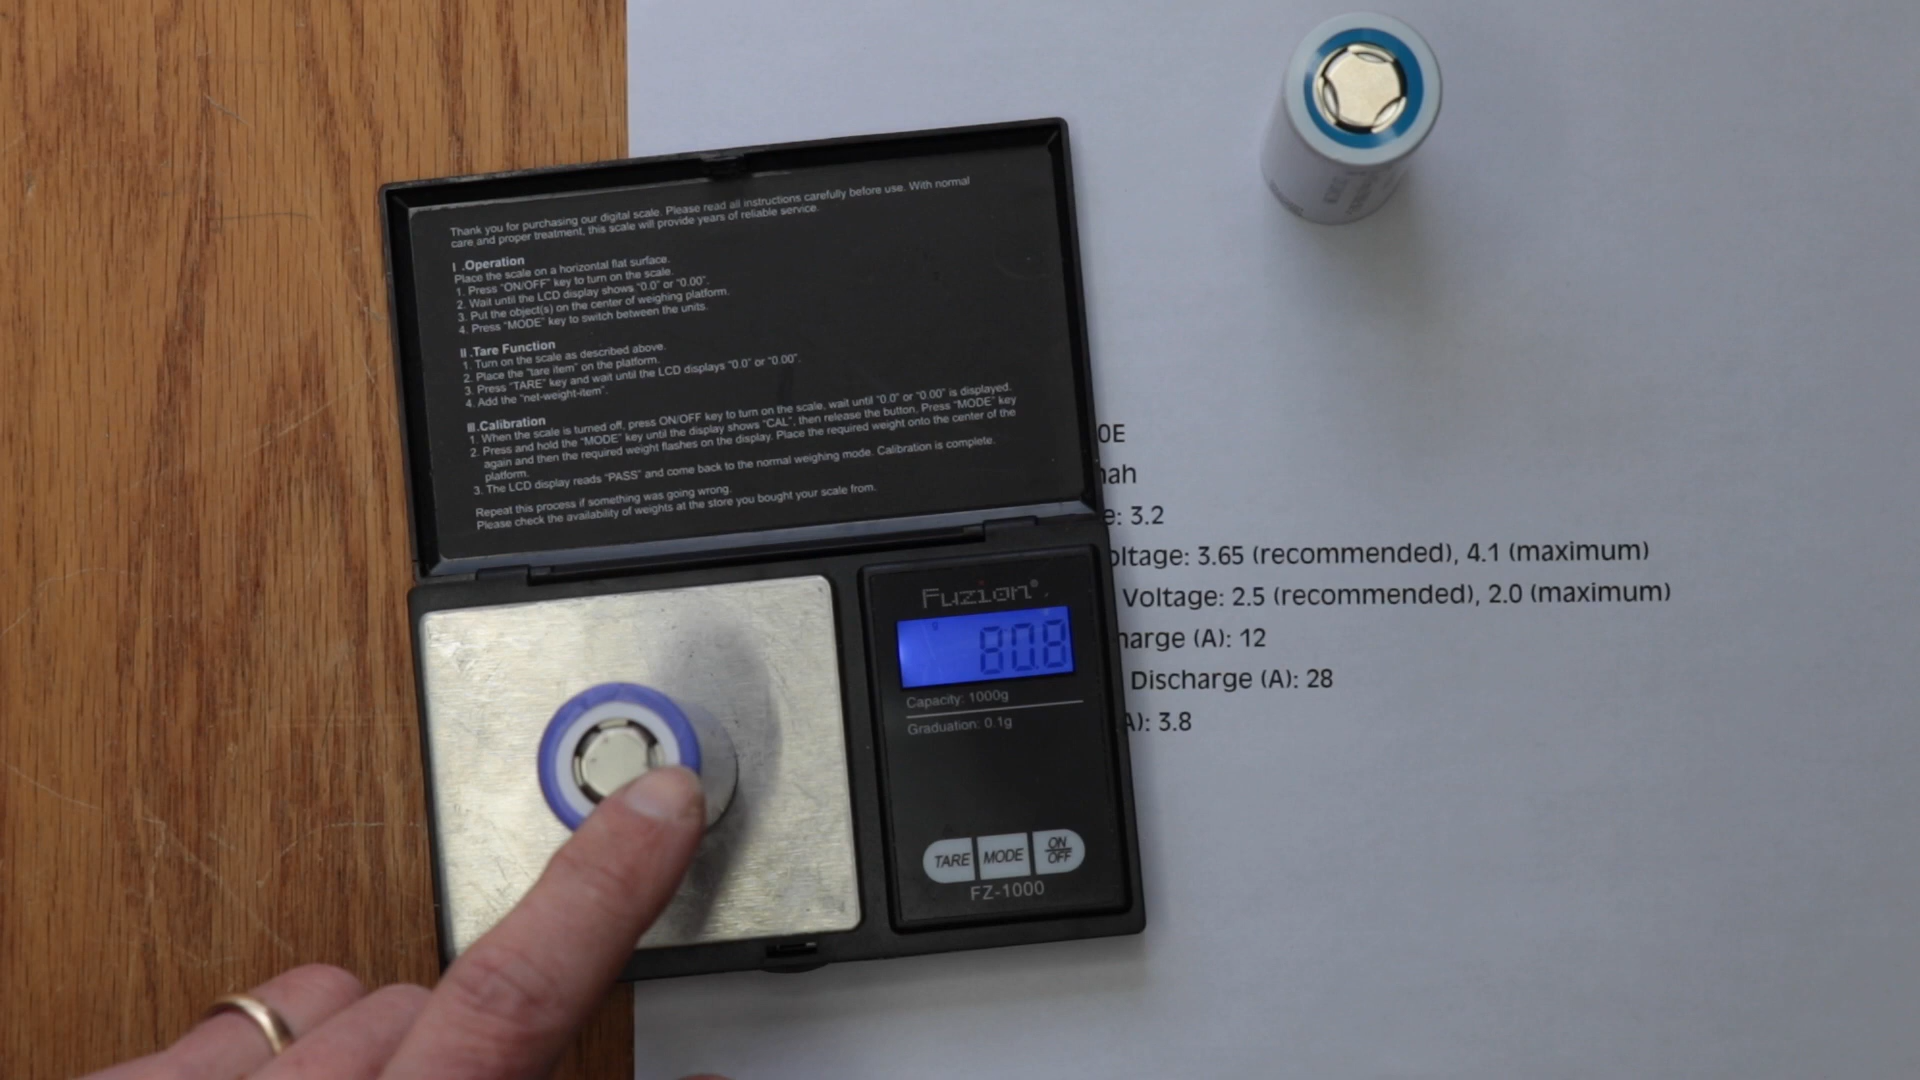 Thank you for purchasing our digital scale. Please read all instructions carefully before use. With normal
care and proper treatment, this scale will provide years of reliable service.
I .Operation
Place the scale on a horizontal flat surface.
1. Press "ON/OFF" key to turn on the scale.
2. Wait until the LCD display shows "0.0" or "0.00".
3. Put the object(s) on the center of weighing platform.
4. Press "MODE" key to switch between the units.
II .Tare Function
1. Turn on the scale as described above.
2. Place the "tare item" on the platform.
3. Press "TARE" key and wait until the LCD displays "0.0" or "0.00".
4. Add the "net-weight-item".
III.Calibration
1. When the scale is turned off, press ON/OFF key to turn on the scale, wait until "0.0" or "0.00" is displayed.
2. Press and hold the "MODE" key until the display shows "CAL", then release the button. Press "MODE" key
again and then the required weight flashes on the display. Place the required weight onto the center of the
platform.
3. The LCD display reads "PASS" and come back to the normal weighing mode. Calibration is complete.
Repeat this process if something was going wrong.
Please check the availability of weights at the store you bought your scale from.
0E
mah
e: 3.2
oltage: 3.65 (recommended), 4.1 (maximum)
Voltage: 2.5 (recommended), 2.0 (maximum)
harge (A): 12
Discharge (A): 28
A): 3.8
Fuzion
g
80.8
Capacity: 1000g
Graduation: 0.1g
TARE MODE ON/OFF
FZ-1000